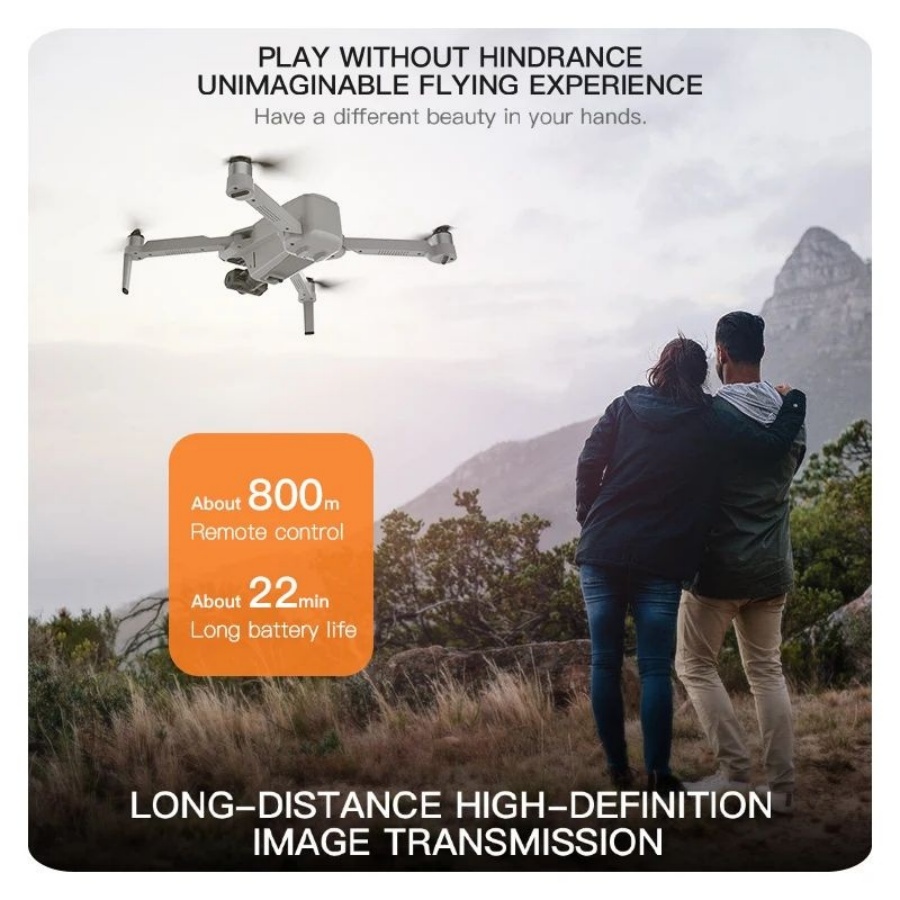 PLAY WITHOUT HINDRANCE
UNIMAGINABLE FLYING EXPERIENCE
Have a different beauty in your hands.
About 800m
Remote control
About 22min
Long battery life
LONG-DISTANCE HIGH-DEFINITION
IMAGE TRANSMISSION